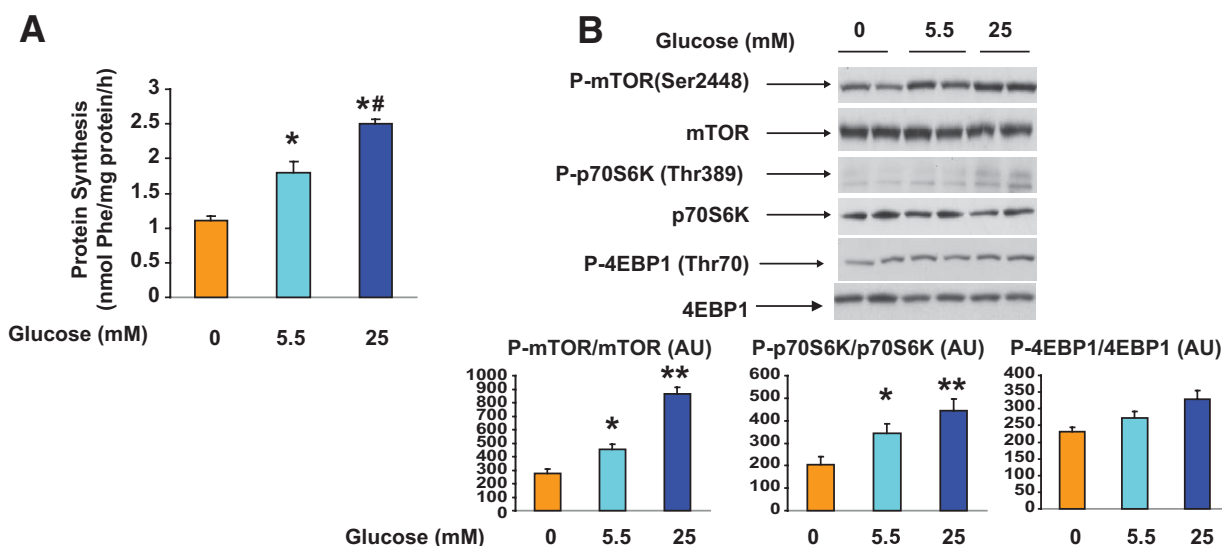 A
Protein Synthesis
(nmol Phe/mg protein/h)
3
2.5
2
1.5
1
0.5
0
*
*#
Glucose (mM)
0 5.5 25
B
Glucose (mM)
0 5.5 25
P-mTOR(Ser2448)
mTOR
P-p70S6K (Thr389)
p70S6K
P-4EBP1 (Thr70)
4EBP1
P-mTOR/mTOR (AU)
1000
900
800
700
600
500
400
300
200
100
0
*
**
P-p70S6K/p70S6K (AU)
600
500
400
300
200
100
0
*
**
P-4EBP1/4EBP1 (AU)
400
350
300
250
200
150
100
50
0
Glucose (mM)
0 5.5 25
0 5.5 25
0 5.5 25